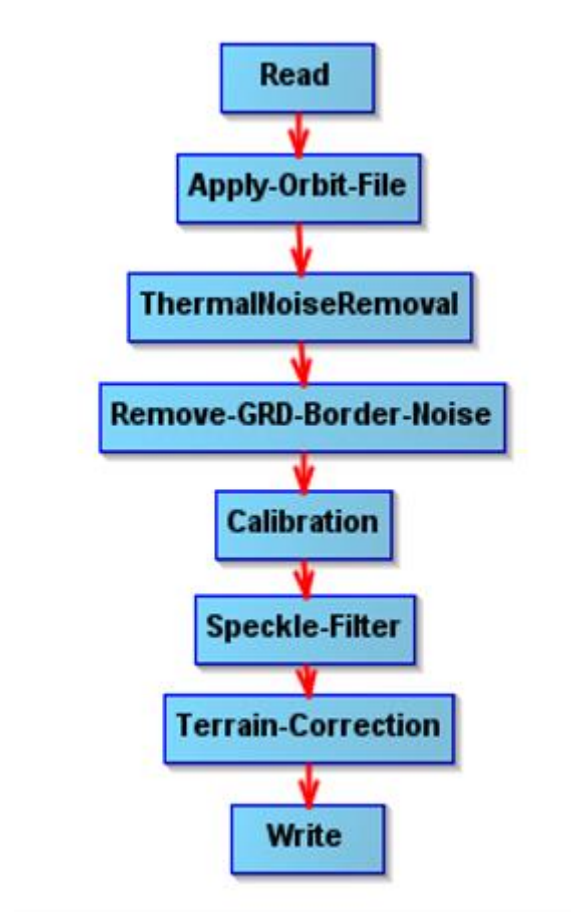 Read
Apply-Orbit-File
ThermalNoiseRemoval
Remove-GRD-Border-Noise
Calibration
Speckle-Filter
Terrain-Correction
Write